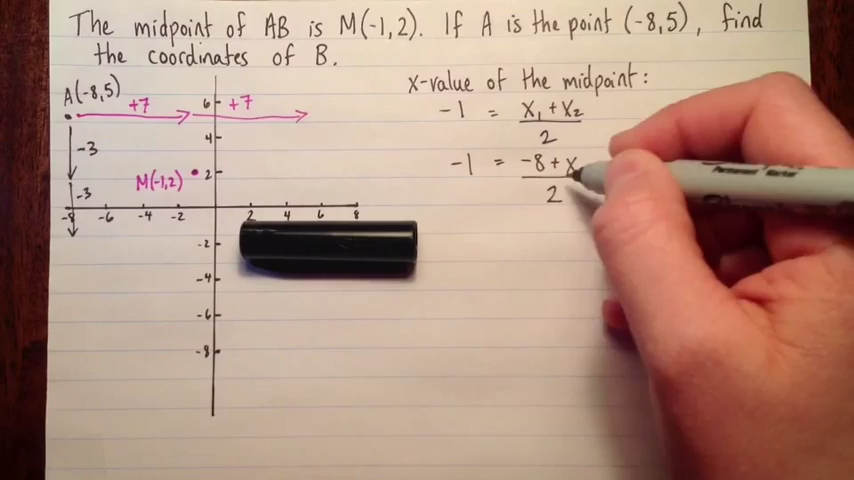 The midpoint of AB is M(-1,2). If A is the point (-8,5), find
the coordinates of B.
x-value of the midpoint:
-1 = x₁ + x₂
2
-1 = -8 + x
2
A(-8,5)
+7 +7
-3
-3
M(-1,2)
6
4
2
-8 -6 -4 -2 2 4 6 8
-2
-4
-6
-8
Permanent Marker